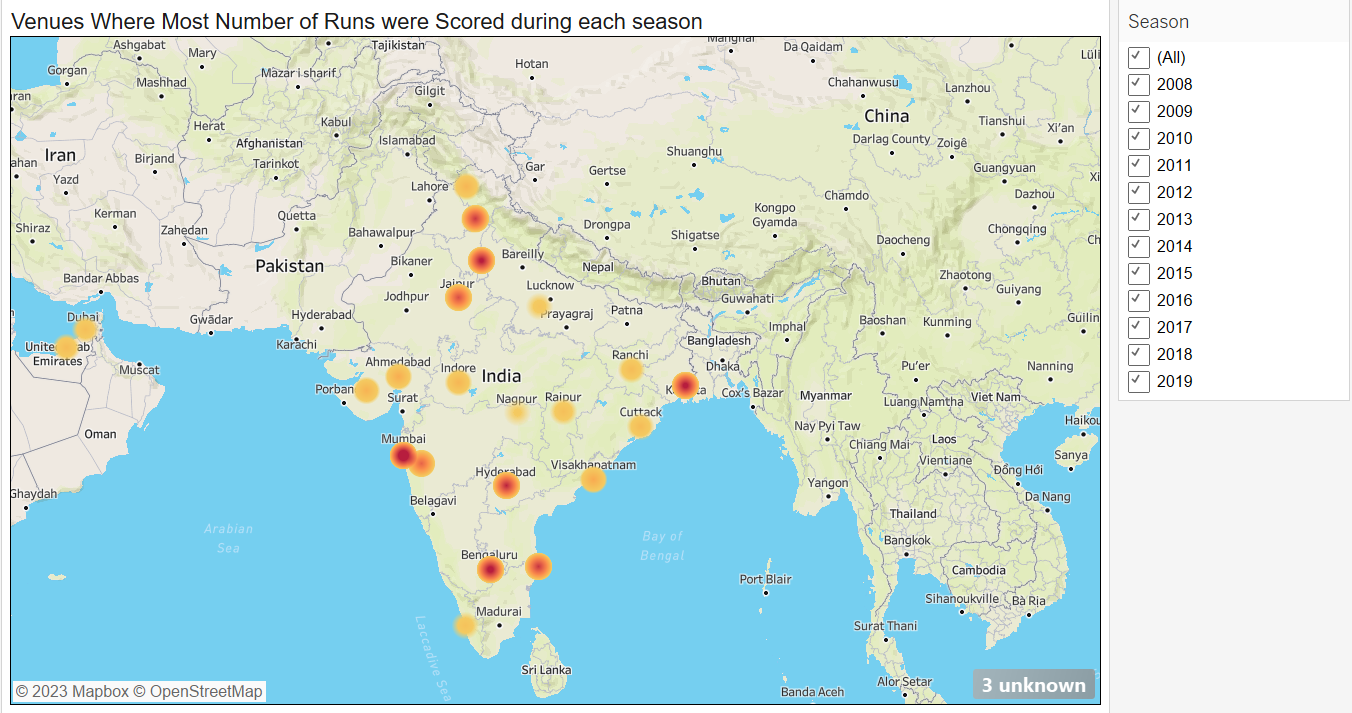 Venues Where Most Number of Runs were Scored during each season
Season
(All)
2008
2009
2010
2011
2012
2013
2014
2015
2016
2017
2018
2019
Ashgabat
Mary
Tajikistan
Hotan
Da Qaidam
Gorgan
Mashhad
Mazar i sharif
Gilgit
Chahanwusu
Lanzhou
Herat
Kabul
Islamabad
China
Tianshui
Xi'an
Iran
Birjand
Afghanistan
Tarinkot
Shuanghu
Darlag County
Zoigê
Yazd
Lahore
Gar
Gertse
Guangyuan
Shiraz
Kerman
Zahedan
Quetta
Bahawalpur
Drongpa
Shigatse
Kongpo
Gyamda
Chamdo
Dazhou
Daocheng
Chongqing
Bandar Abbas
Pakistan
Bikaner
Bareilly
Nepal
Bhutan
Zhaotong
Jaipur
Jodhpur
Lucknow
Guwahati
Guiyang
Dubai
Gwādar
Hyderabad
Prayagraj
Patna
Imphal
Baoshan
Kunming
Guilin
Karachi
Bangladesh
United Arab
Emirates
Muscat
Ahmedabad
Indore
India
Ranchi
Dhaka
Pu'er
Nanning
Porban
Surat
Nagpur
Raipur
Cuttack
Cox's Bazar
Myanmar
Luang Namtha
Viet Nam
Oman
Mumbai
Nay Pyi Taw
Chiang Mai
Laos
Vientiane
Haikou
Sanya
Ghaydah
Hyderabad
Visakhapatnam
Yangon
Đồng Hới
Belagavi
Da Nang
Arabian
Sea
Bay of
Bengal
Thailand
Bangkok
Bengaluru
Port Blair
Cambodia
Madurai
Sihanoukville
Bà Rịa
Laccadive Sea
Surat Thani
Sri Lanka
Alor Setar
Banda Aceh
3 unknown
© 2023 Mapbox © OpenStreetMap